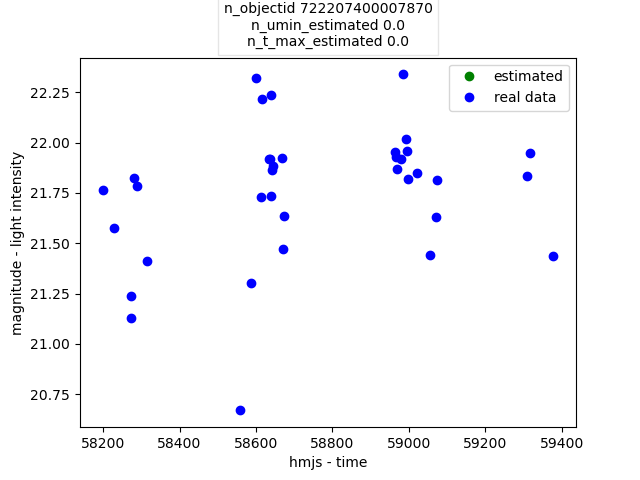 n_objectid 722207400007870
n_umin_estimated 0.0
n_t_max_estimated 0.0
estimated
real data
magnitude - light intensity
22.25
22.00
21.75
21.50
21.25
21.00
20.75
58200 58400 58600 58800 59000 59200 59400
hmjs - time